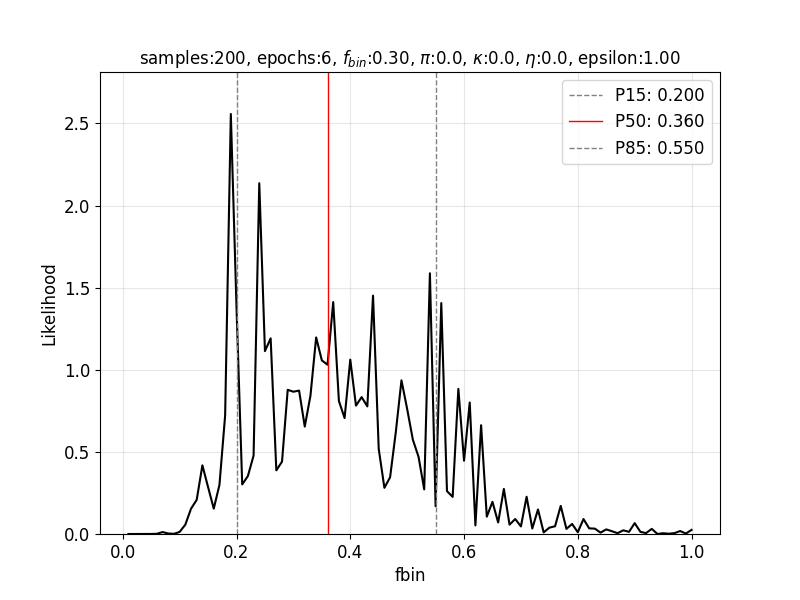 samples:200, epochs:6, f_bin:0.30, π:0.0, κ:0.0, η:0.0, epsilon:1.00
P15: 0.200
P50: 0.360
P85: 0.550
Likelihood
2.5
2.0
1.5
1.0
0.5
0.0
0.0 0.2 0.4 0.6 0.8 1.0
fbin